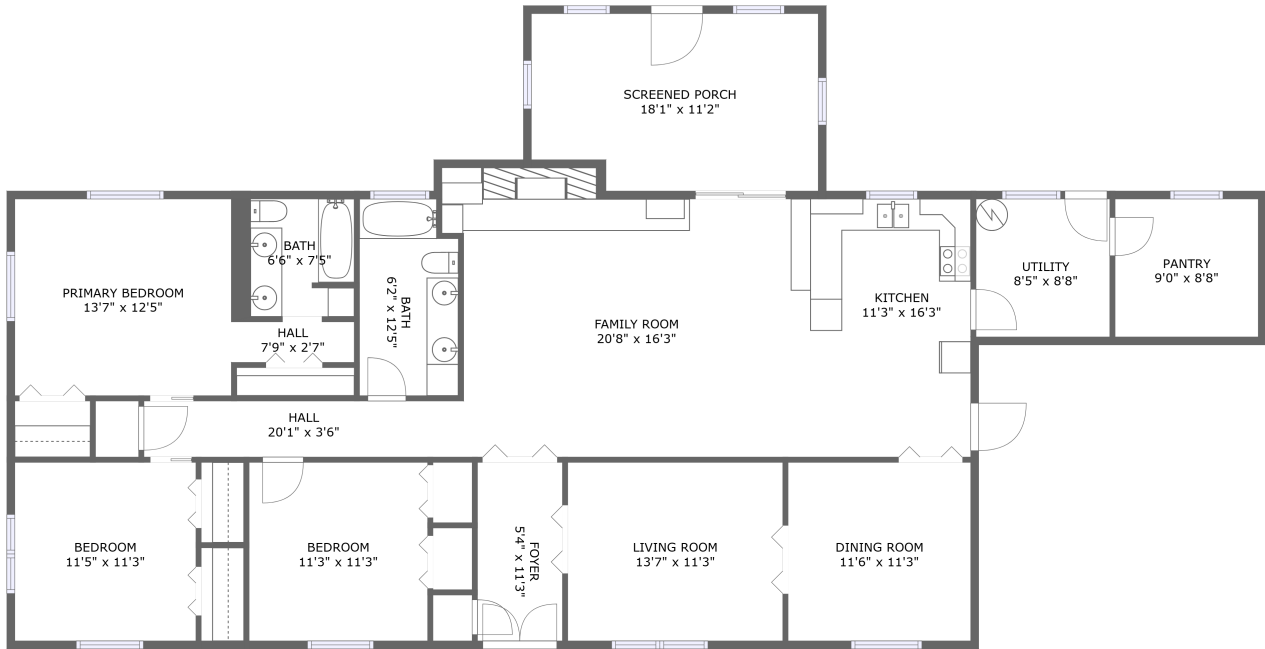 SCREENED PORCH
18'1" x 11'2"
PRIMARY BEDROOM
13'7" x 12'5"
BATH
6'6" x 7'5"
HALL
7'9" x 2'7"
BATH
6'2" x 12'5"
FAMILY ROOM
20'8" x 16'3"
KITCHEN
11'3" x 16'3"
UTILITY
8'5" x 8'8"
PANTRY
9'0" x 8'8"
HALL
20'1" x 3'6"
BEDROOM
11'5" x 11'3"
BEDROOM
11'3" x 11'3"
FOYER
5'4" x 11'3"
LIVING ROOM
13'7" x 11'3"
DINING ROOM
11'6" x 11'3"